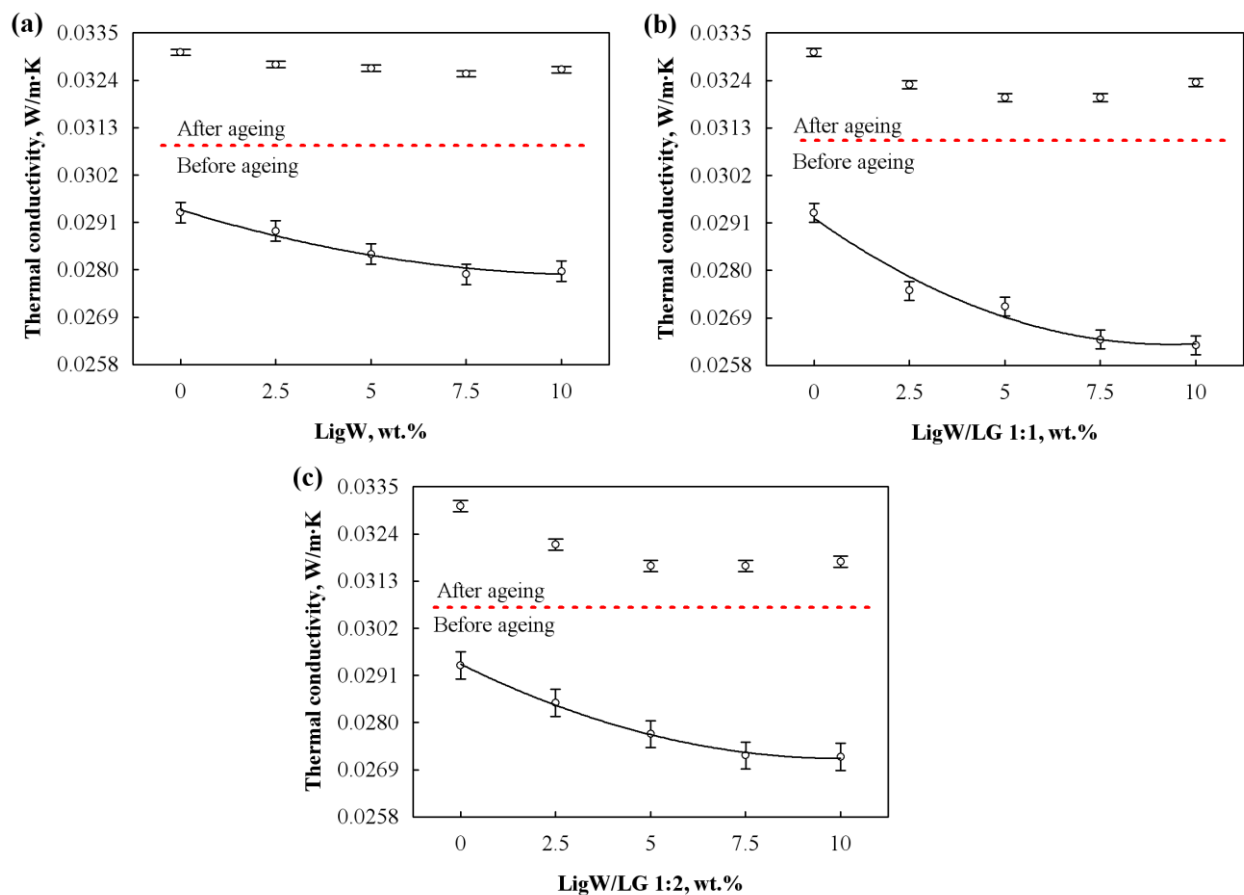 (a)
Thermal conductivity, W/m·K
0.0335
0.0324
0.0313
0.0302
0.0291
0.0280
0.0269
0.0258
After ageing
Before ageing
0 2.5 5 7.5 10
LigW, wt.%
(b)
Thermal conductivity, W/m·K
0.0335
0.0324
0.0313
0.0302
0.0291
0.0280
0.0269
0.0258
After ageing
Before ageing
0 2.5 5 7.5 10
LigW/LG 1:1, wt.%
(c)
Thermal conductivity, W/m·K
0.0335
0.0324
0.0313
0.0302
0.0291
0.0280
0.0269
0.0258
After ageing
Before ageing
0 2.5 5 7.5 10
LigW/LG 1:2, wt.%